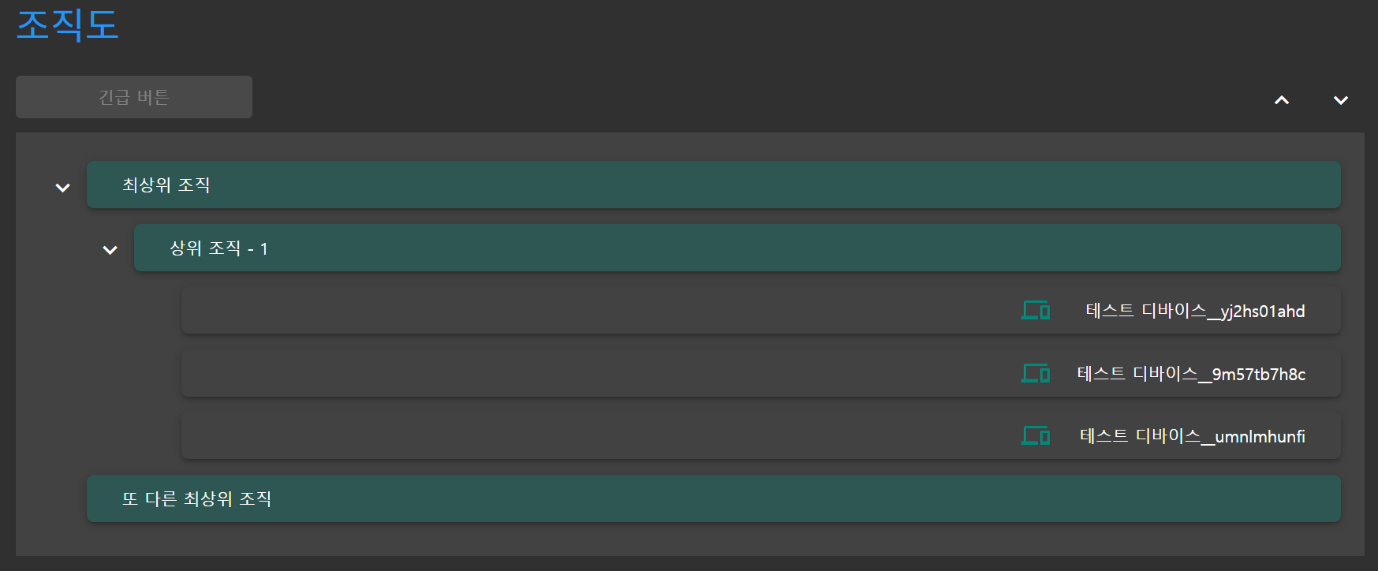 조직도
긴급 버튼
최상위 조직
상위 조직 - 1
테스트 디바이스__yj2hs01ahd
테스트 디바이스__9m57tb7h8c
테스트 디바이스__umnlmhunfi
또 다른 최상위 조직